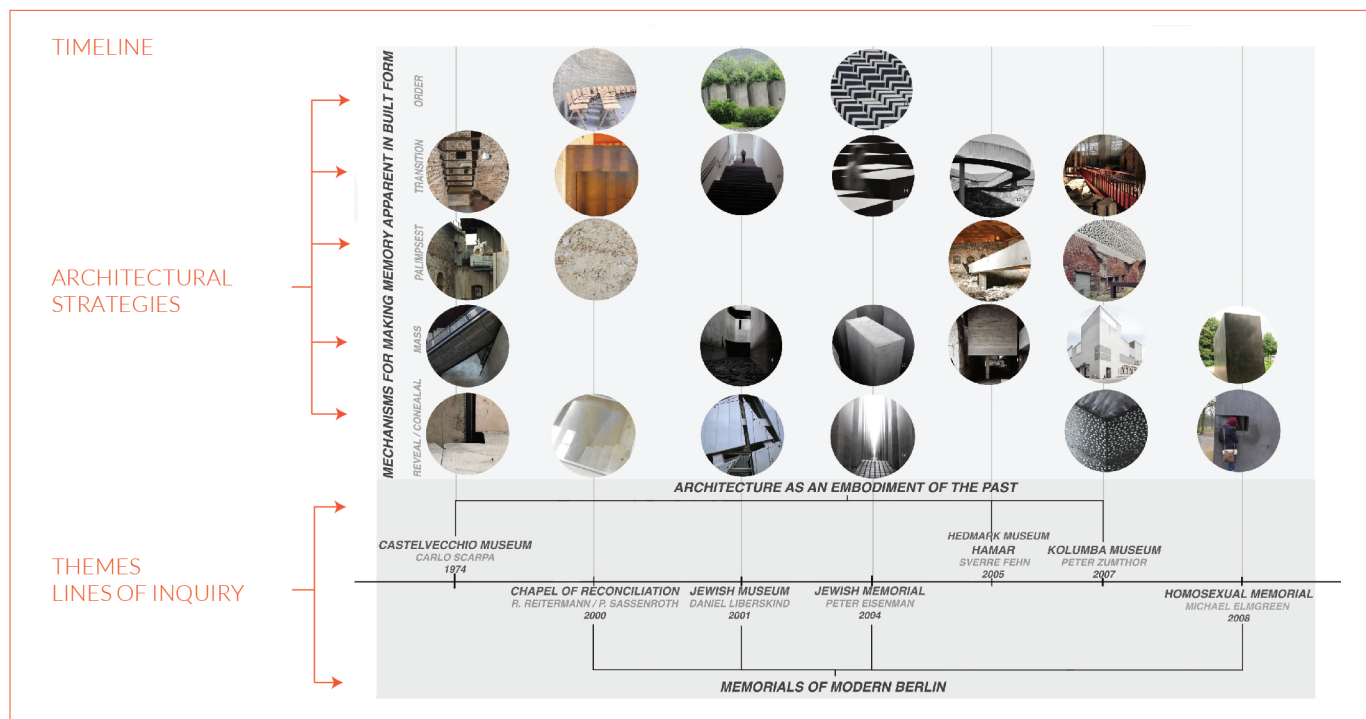 TIMELINE
ARCHITECTURAL
STRATEGIES
THEMES
LINES OF INQUIRY
MECHANISMS FOR MAKING MEMORY APPARENT IN BUILT FORM
ORDER
TRANSITION
PALIMPSEST
MASS
REVEAL / CONEALAL
ARCHITECTURE AS AN EMBODIMENT OF THE PAST
CASTELVECCHIO MUSEUM
CARLO SCARPA
1974
HEDMARK MUSEUM
HAMAR
SVERRE FEHN
2005
KOLUMBA MUSEUM
PETER ZUMTHOR
2007
CHAPEL OF RECONCILIATION
R. REITERMANN / P. SASSENROTH
2000
JEWISH MUSEUM
DANIEL LIBERSKIND
2001
JEWISH MEMORIAL
PETER EISENMAN
2004
HOMOSEXUAL MEMORIAL
MICHAEL ELMGREEN
2008
MEMORIALS OF MODERN BERLIN